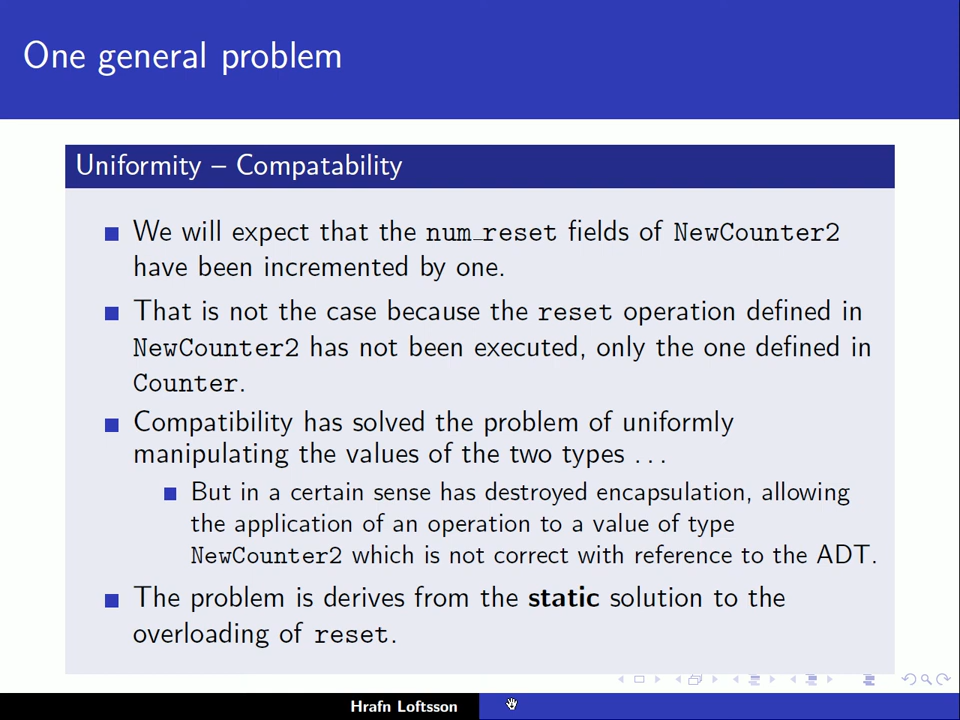 One general problem
Uniformity – Compatability
We will expect that the num_reset fields of NewCounter2
have been incremented by one.
That is not the case because the reset operation defined in
NewCounter2 has not been executed, only the one defined in
Counter.
Compatibility has solved the problem of uniformly
manipulating the values of the two types . . .
But in a certain sense has destroyed encapsulation, allowing
the application of an operation to a value of type
NewCounter2 which is not correct with reference to the ADT.
The problem is derives from the static solution to the
overloading of reset.
Hrafn Loftsson